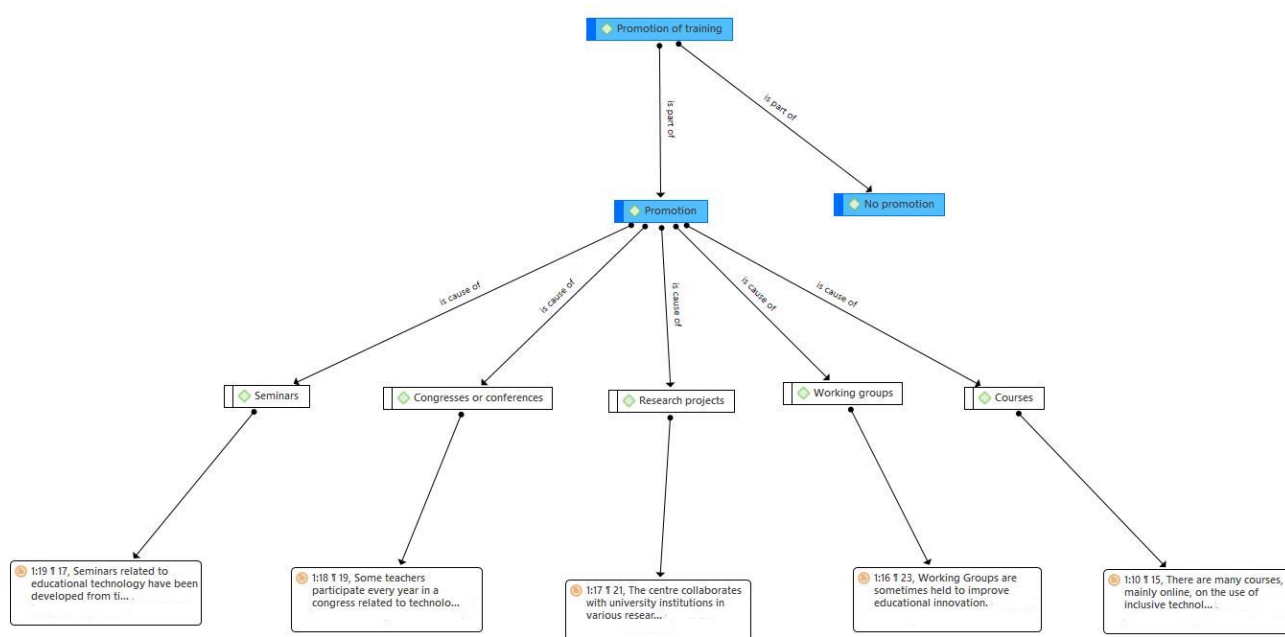 Promotion of training
is part of
is part of
No promotion
Promotion
is cause of
is cause of
is cause of
is cause of
is cause of
Seminars
Congresses or conferences
Research projects
Working groups
Courses
1:19 ¶ 17, Seminars related to
educational technology have been
developed from ti...
1:18 ¶ 19, Some teachers
participate every year in a
congress related to technolo...
1:17 ¶ 21, The centre collaborates
with university institutions in
various resear...
1:16 ¶ 23, Working Groups are
sometimes held to improve
educational innovation.
1:10 ¶ 15, There are many courses,
mainly online, on the use of
inclusive technol...